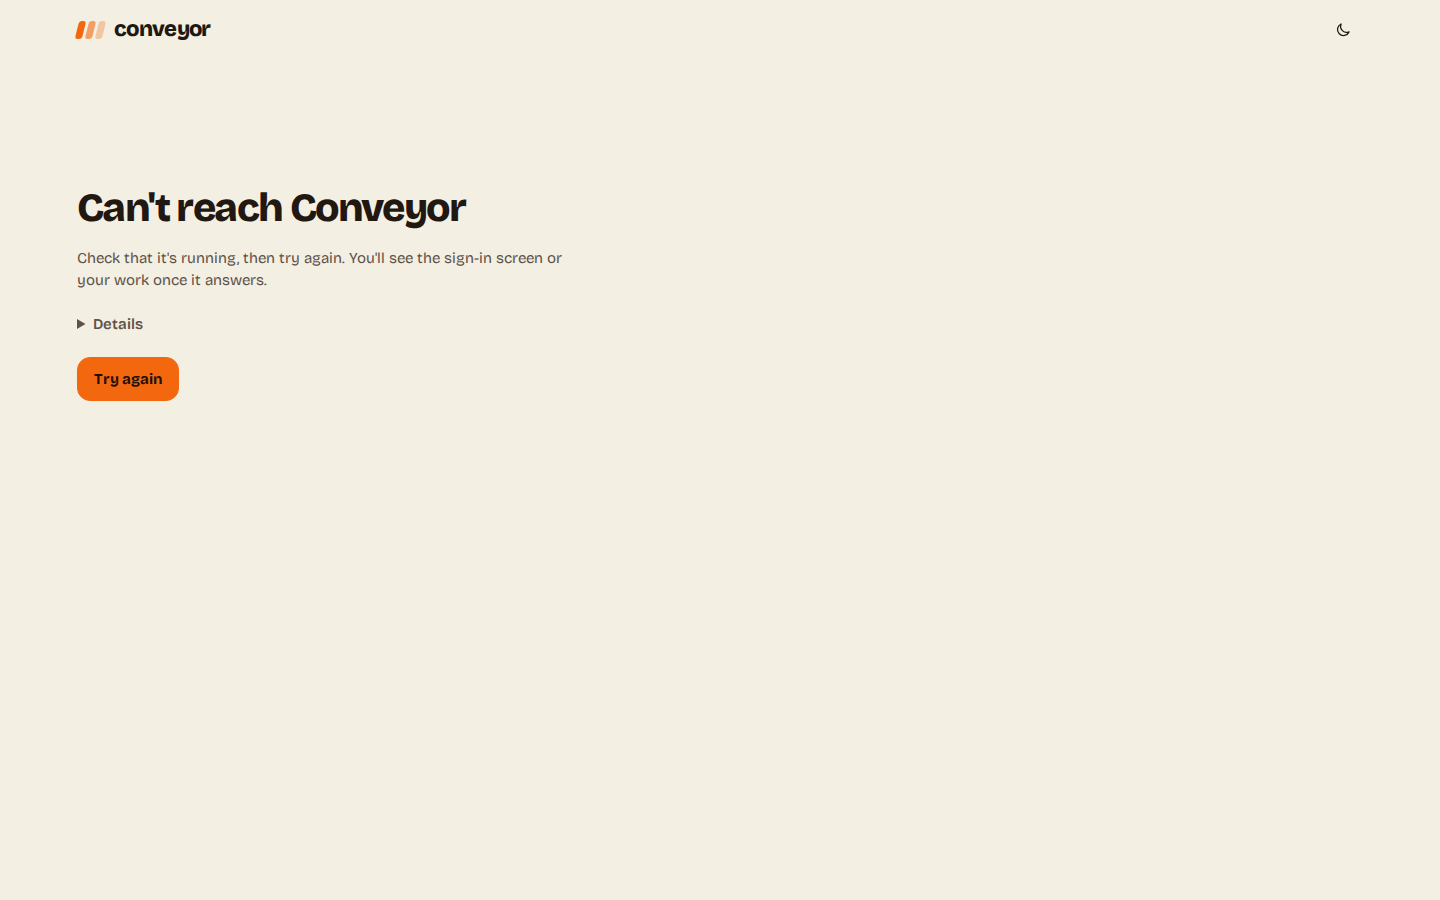 conveyor
Can't reach Conveyor
Check that it's running, then try again. You'll see the sign-in screen or
your work once it answers.
Details
Try again